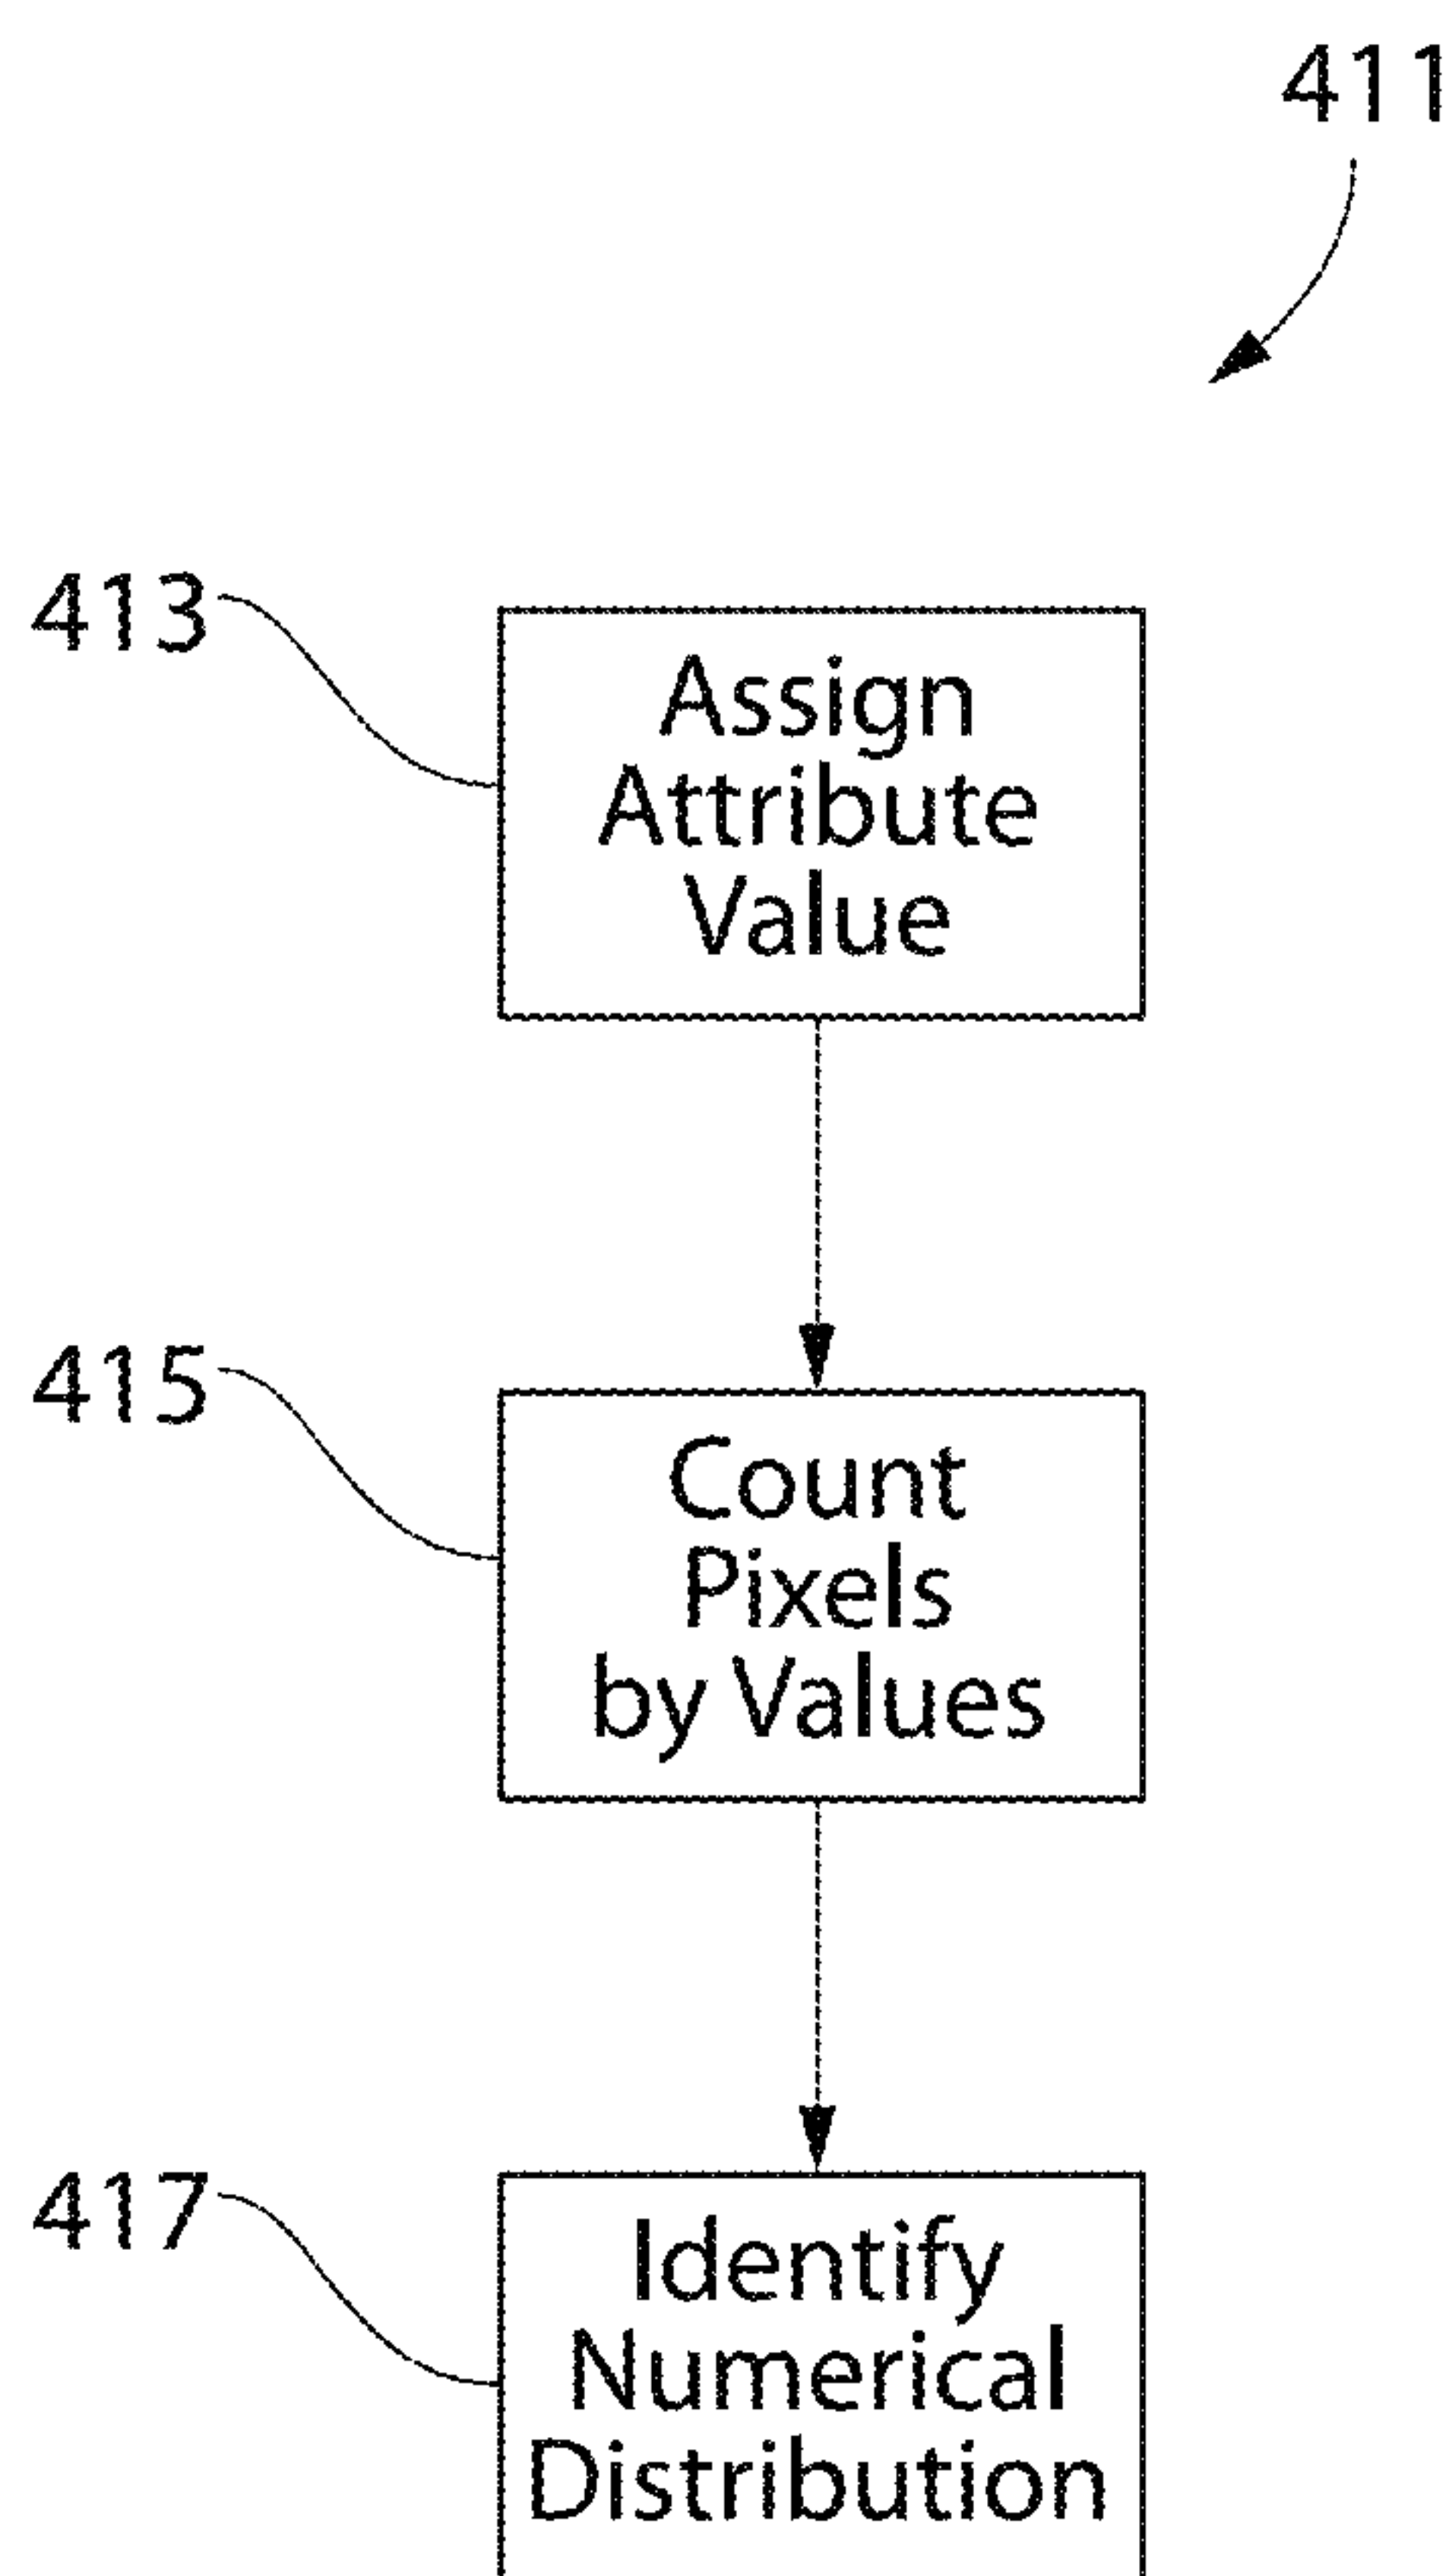 411
413
Assign
Attribute
Value
415
Count
Pixels
by Values
417
Identify
Numerical
Distribution